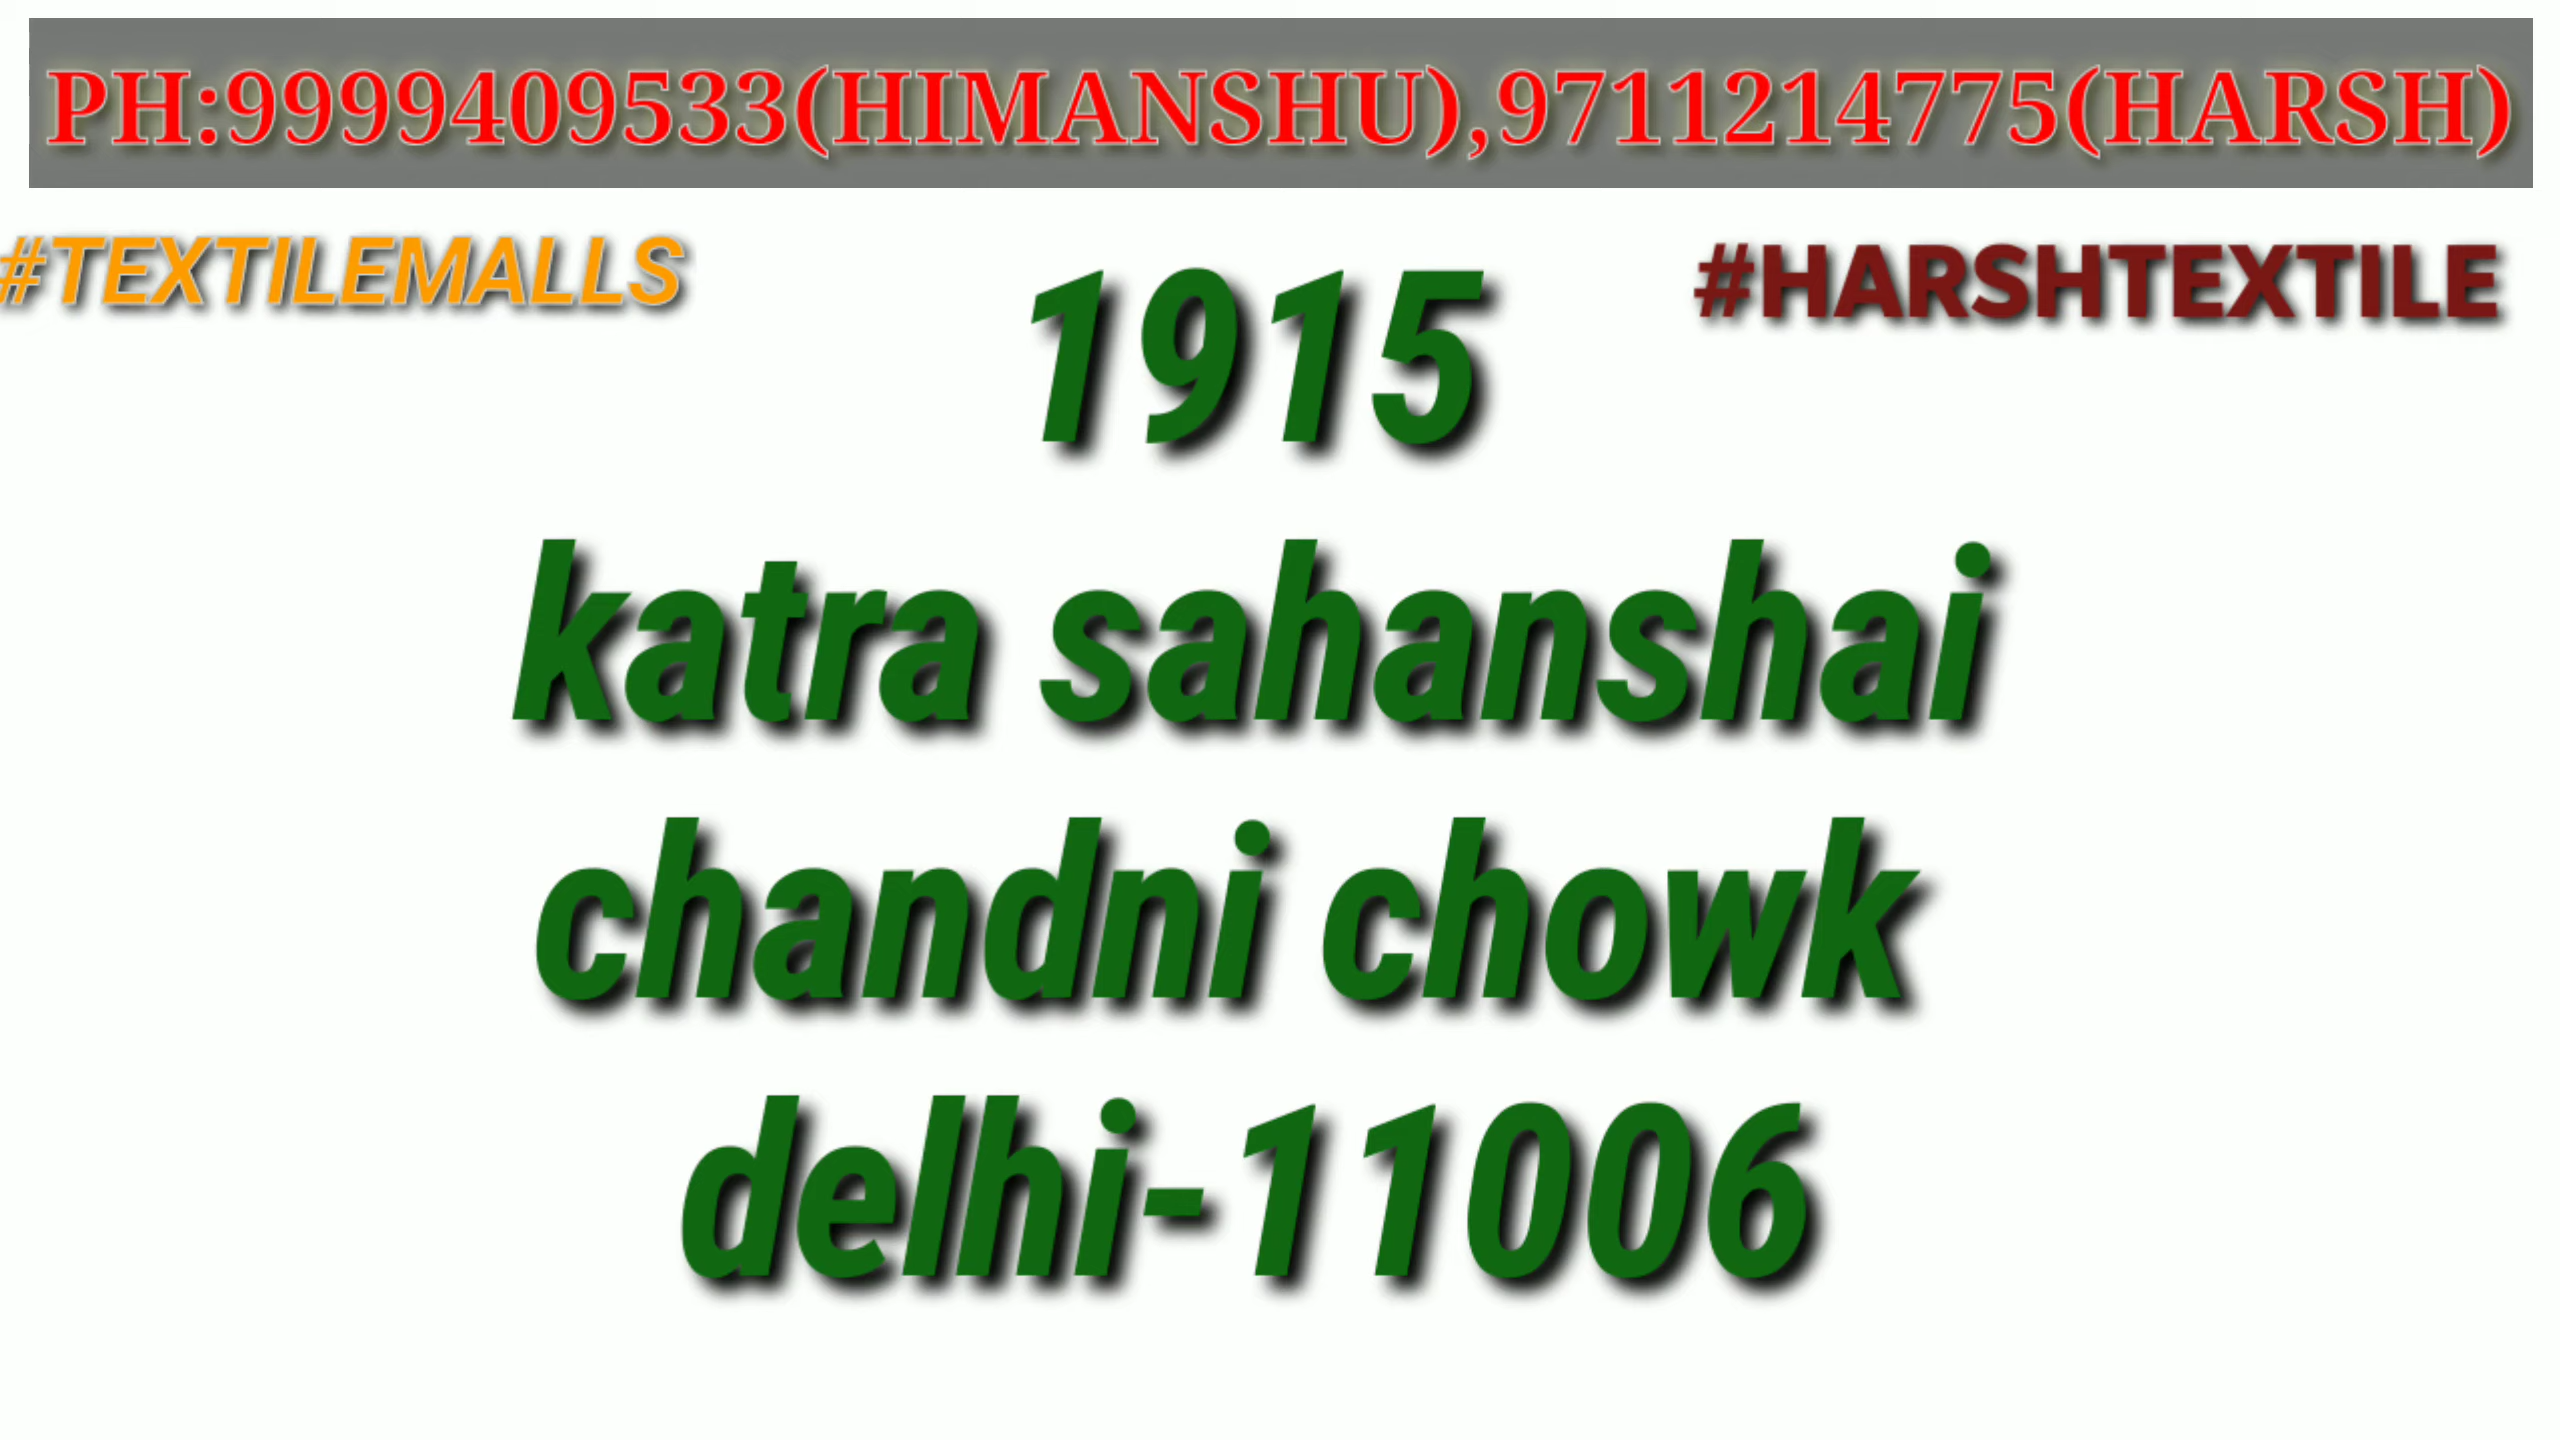 PH:9999409533(HIMANSHU),9711214775(HARSH)
#TEXTILEMALLS
#HARSHTEXTILE
1915
katra sahanshai
chandni chowk
delhi-11006